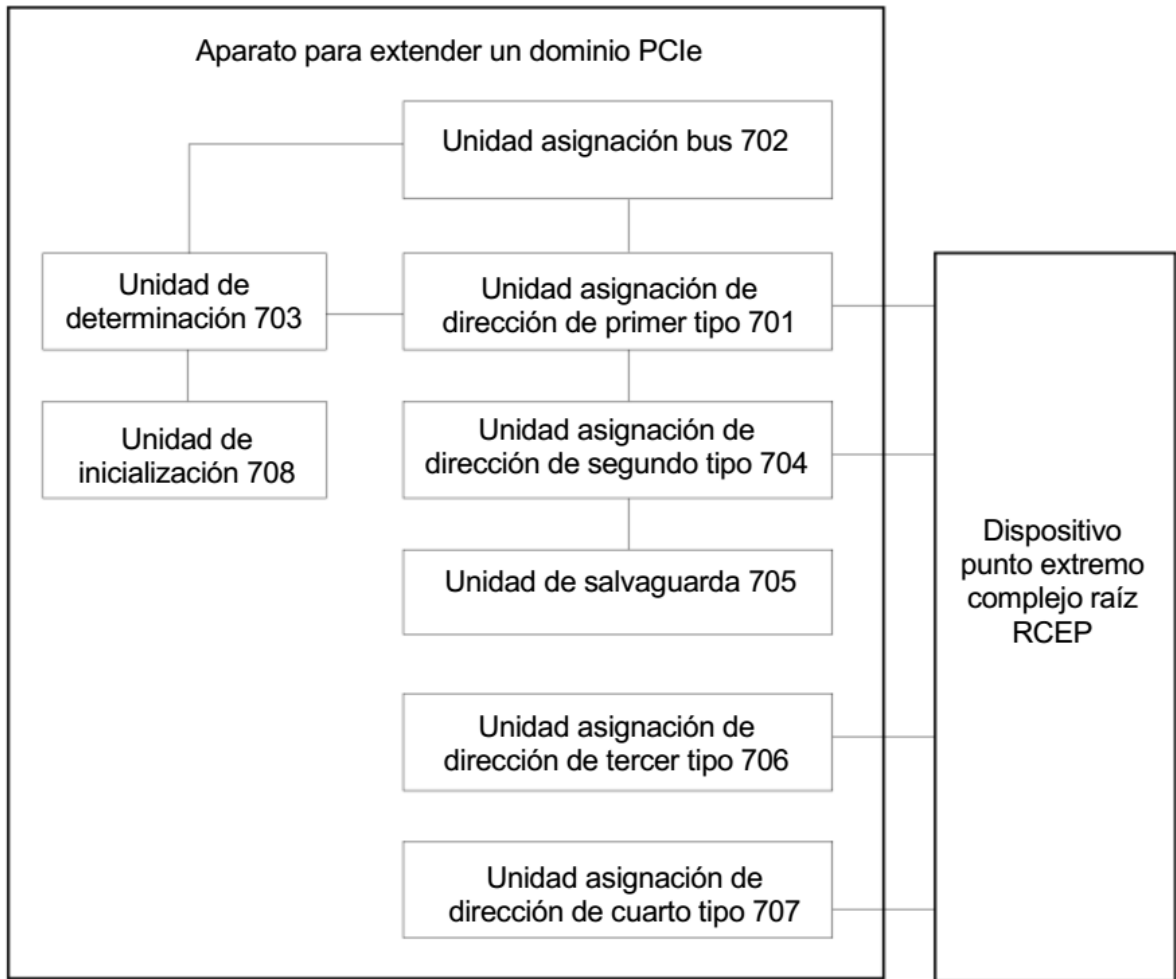 Aparato para extender un dominio PCIe
Unidad asignación bus 702
Unidad de
determinación 703
Unidad asignación de
dirección de primer tipo 701
Unidad de
inicialización 708
Unidad asignación de
dirección de segundo tipo 704
Unidad de salvaguarda 705
Unidad asignación de
dirección de tercer tipo 706
Unidad asignación de
dirección de cuarto tipo 707
Dispositivo
punto extremo
complejo raíz
RCEP